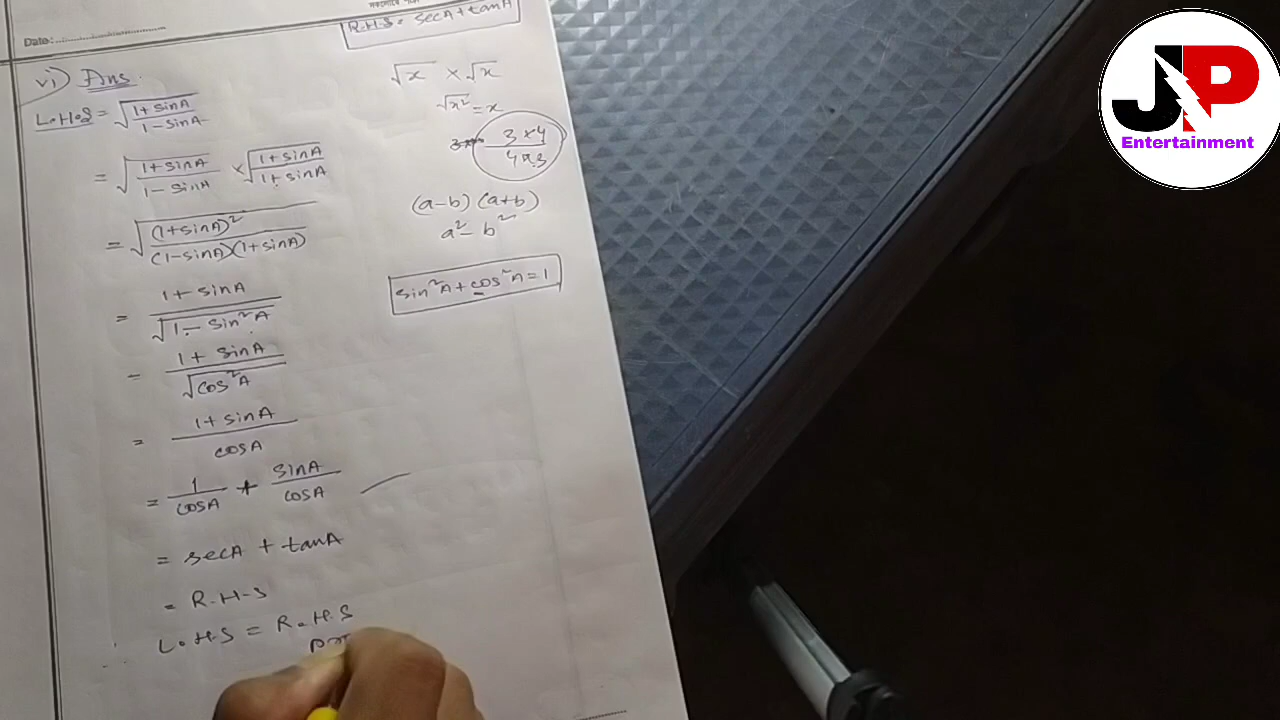 Date:
R.H.S = secA + tanA
vi) Ans.
L.H.S = √(1+sinA / 1-sinA)
= √(1+sinA / 1-sinA) × √(1+sinA / 1+sinA)
= √((1+sinA)² / (1-sinA)(1+sinA))
= 1+sinA / √(1-sin²A)
= 1+sinA / √(cos²A)
= 1+sinA / cosA
= 1/cosA + sinA/cosA
= secA + tanA
= R.H.S
∴ L.H.S = R.H.S
√x × √x
√x² = x
3×4 / 4×3
(a-b) (a+b)
a² - b²
sin²A + cos²A = 1
JP
Entertainment